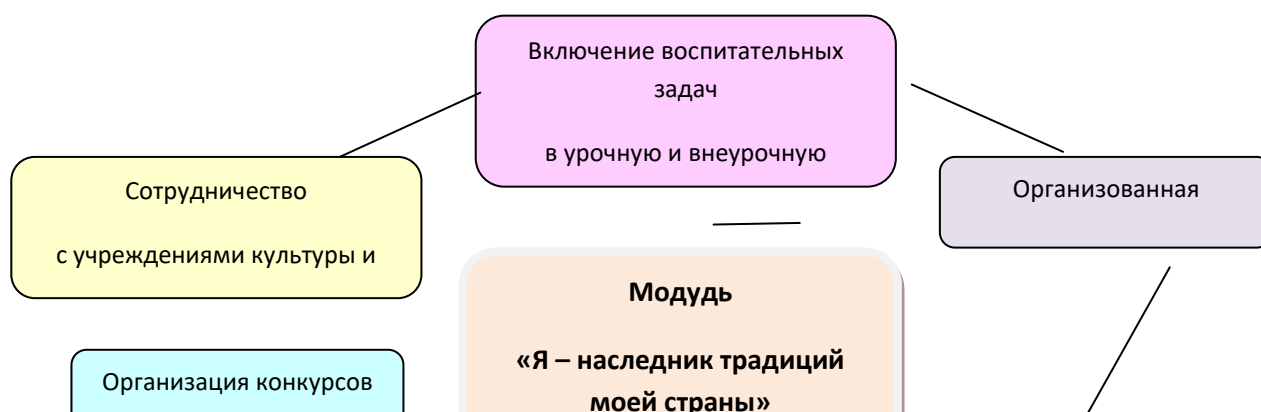 Включение воспитательных
задач
в урочную и внеурочную
Сотрудничество
с учреждениями культуры и
Организованная
Модудь
«Я – наследник традиций
моей страны»
Организация конкурсов